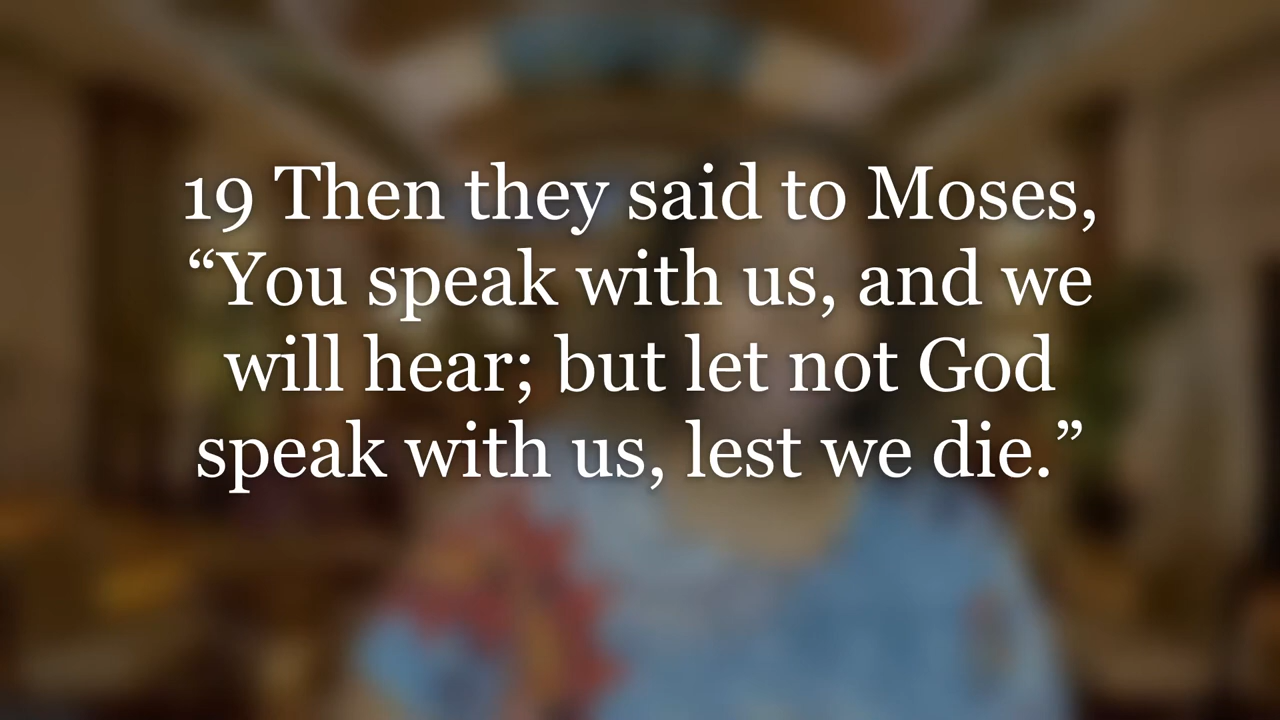 19 Then they said to Moses,
“You speak with us, and we
will hear; but let not God
speak with us, lest we die.”